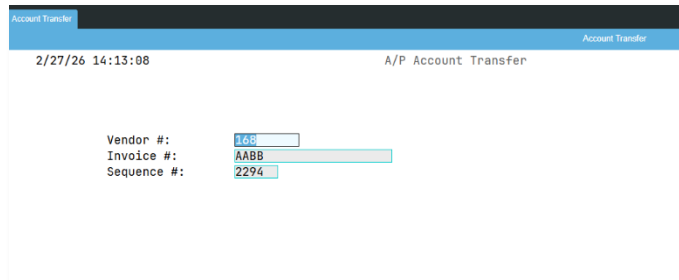 Account Transfer
Account Transfer
2/27/26 14:13:08 A/P Account Transfer
Vendor #: 168
Invoice #: AABB
Sequence #: 2294